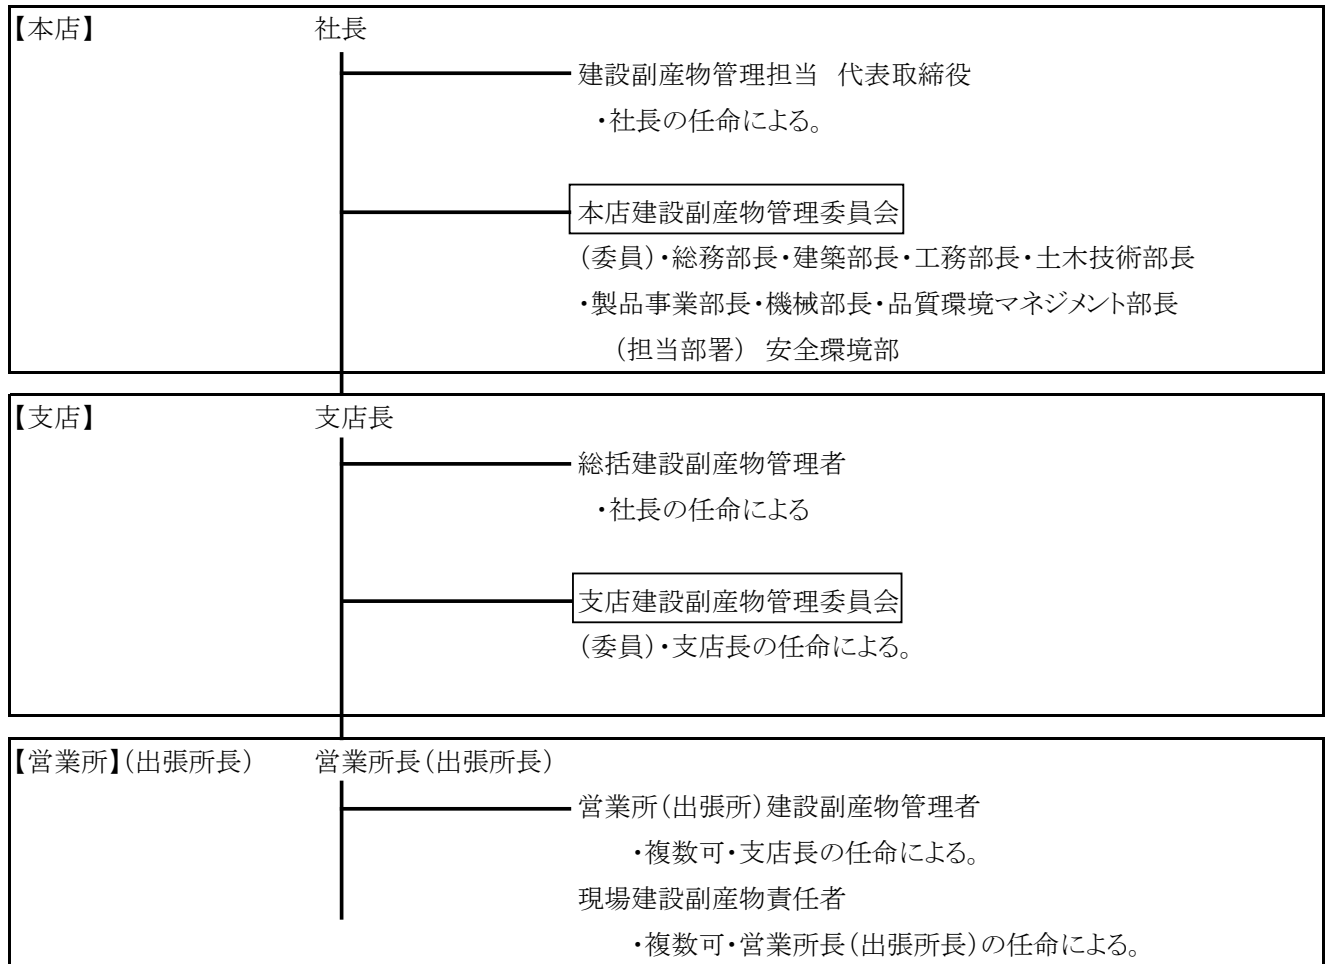 【本店】 社長
建設副産物管理担当 代表取締役
・社長の任命による。
本店建設副産物管理委員会
(委員)・総務部長・建築部長・工務部長・土木技術部長
・製品事業部長・機械部長・品質環境マネジメント部長
(担当部署) 安全環境部
【支店】 支店長
総括建設副産物管理者
・社長の任命による
支店建設副産物管理委員会
(委員)・支店長の任命による。
【営業所】(出張所長) 営業所長(出張所長)
営業所(出張所)建設副産物管理者
・複数可・支店長の任命による。
現場建設副産物責任者
・複数可・営業所長(出張所長)の任命による。